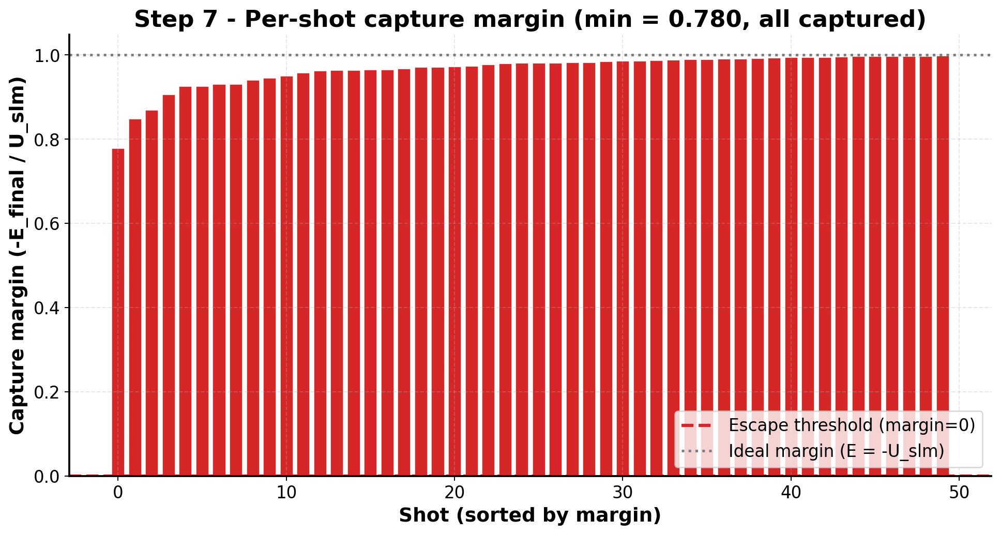 Step 7 - Per-shot capture margin (min = 0.780, all captured)
Capture margin (-E_final / U_slm)
1.0
0.8
0.6
0.4
0.2
0.0
Escape threshold (margin=0)
Ideal margin (E = -U_slm)
0 10 20 30 40 50
Shot (sorted by margin)